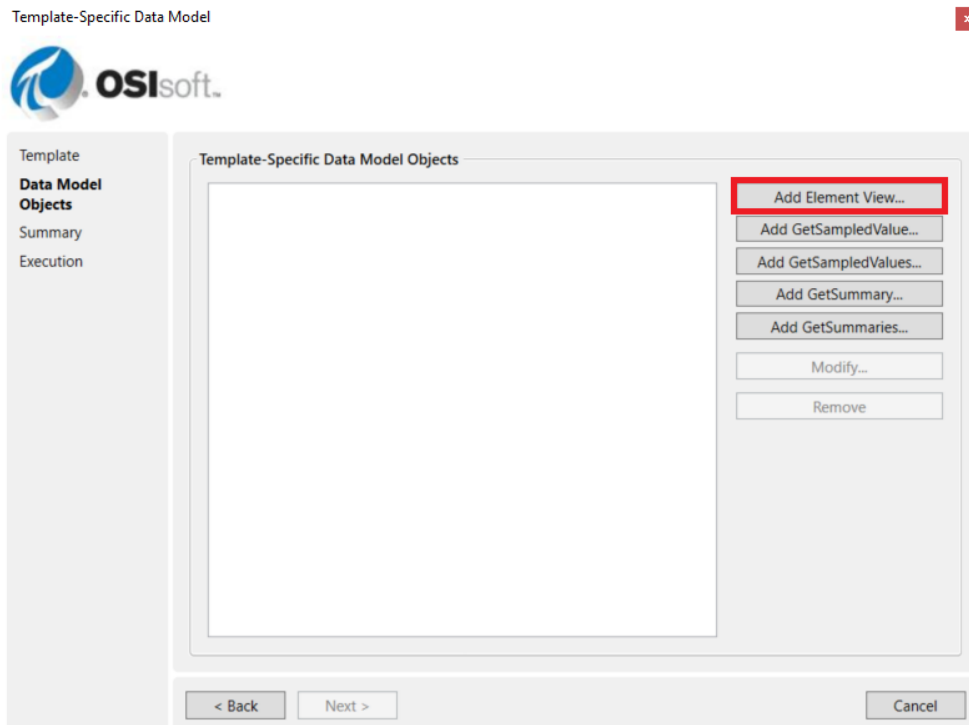 Template-Specific Data Model
OSIsoft.
Template
Data Model
Objects
Summary
Execution
Template-Specific Data Model Objects
Add Element View...
Add GetSampledValue...
Add GetSampledValues...
Add GetSummary...
Add GetSummaries...
Modify...
Remove
< Back
Next >
Cancel